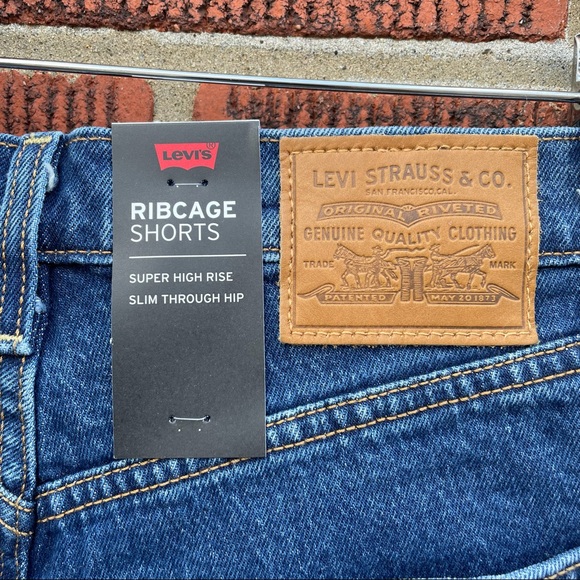 LEVI'S
RIBCAGE
SHORTS
SUPER HIGH RISE
SLIM THROUGH HIP
LEVI STRAUSS & CO.
SAN FRANCISCO, CAL.
ORIGINAL RIVETED
GENUINE QUALITY CLOTHING
TRADE MARK
PATENTED MAY 20 1873